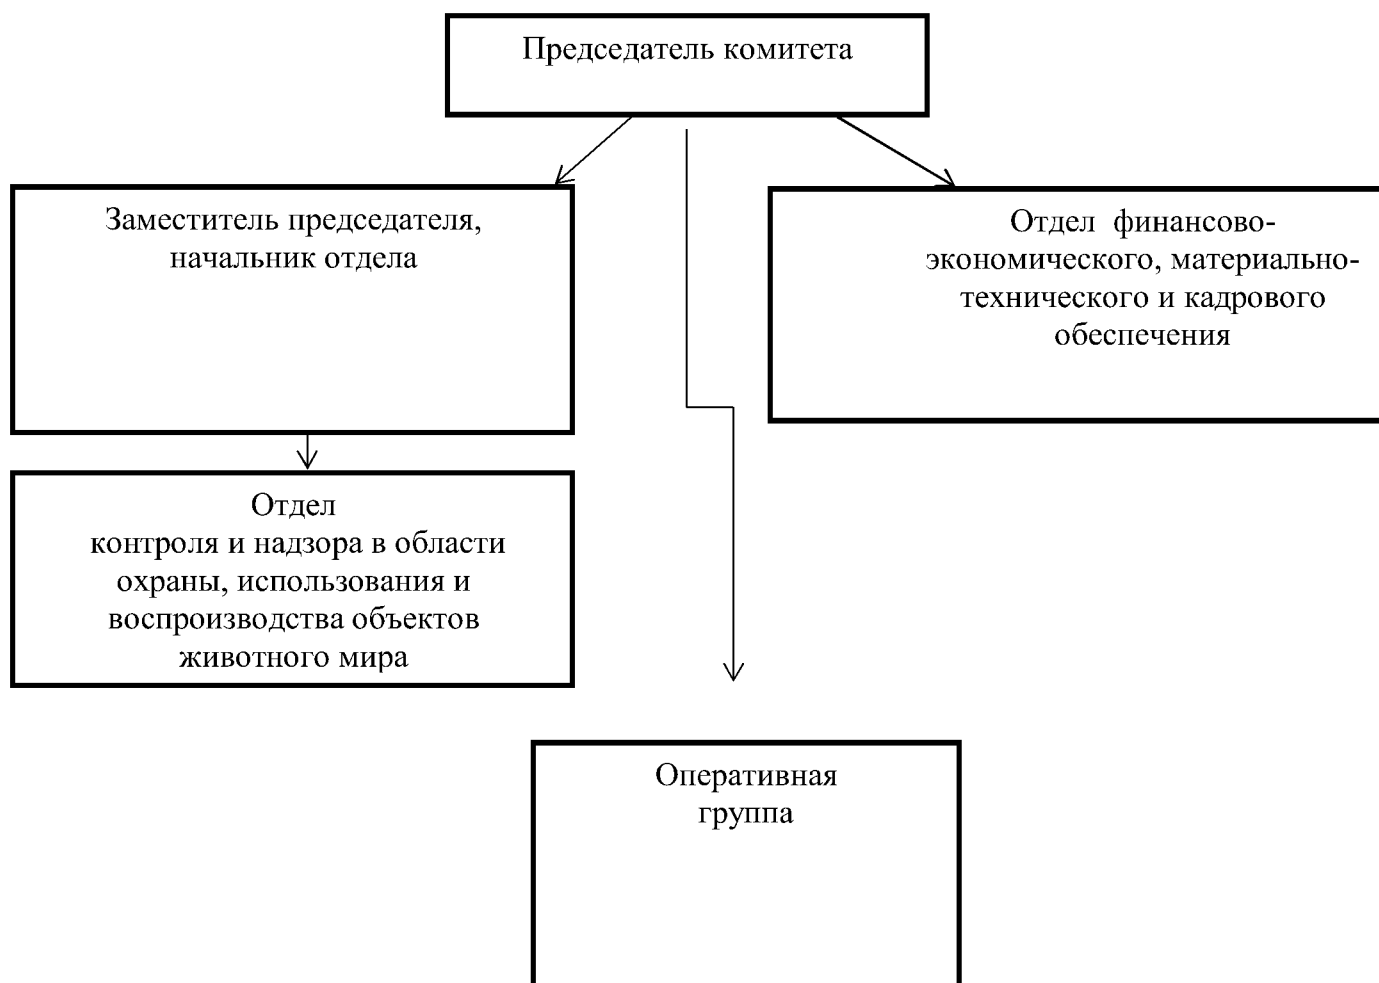 Председатель комитета
Заместитель председателя,
начальник отдела
Отдел финансово-
экономического, материально-
технического и кадрового
обеспечения
Отдел
контроля и надзора в области
охраны, использования и
воспроизводства объектов
животного мира
Оперативная
группа